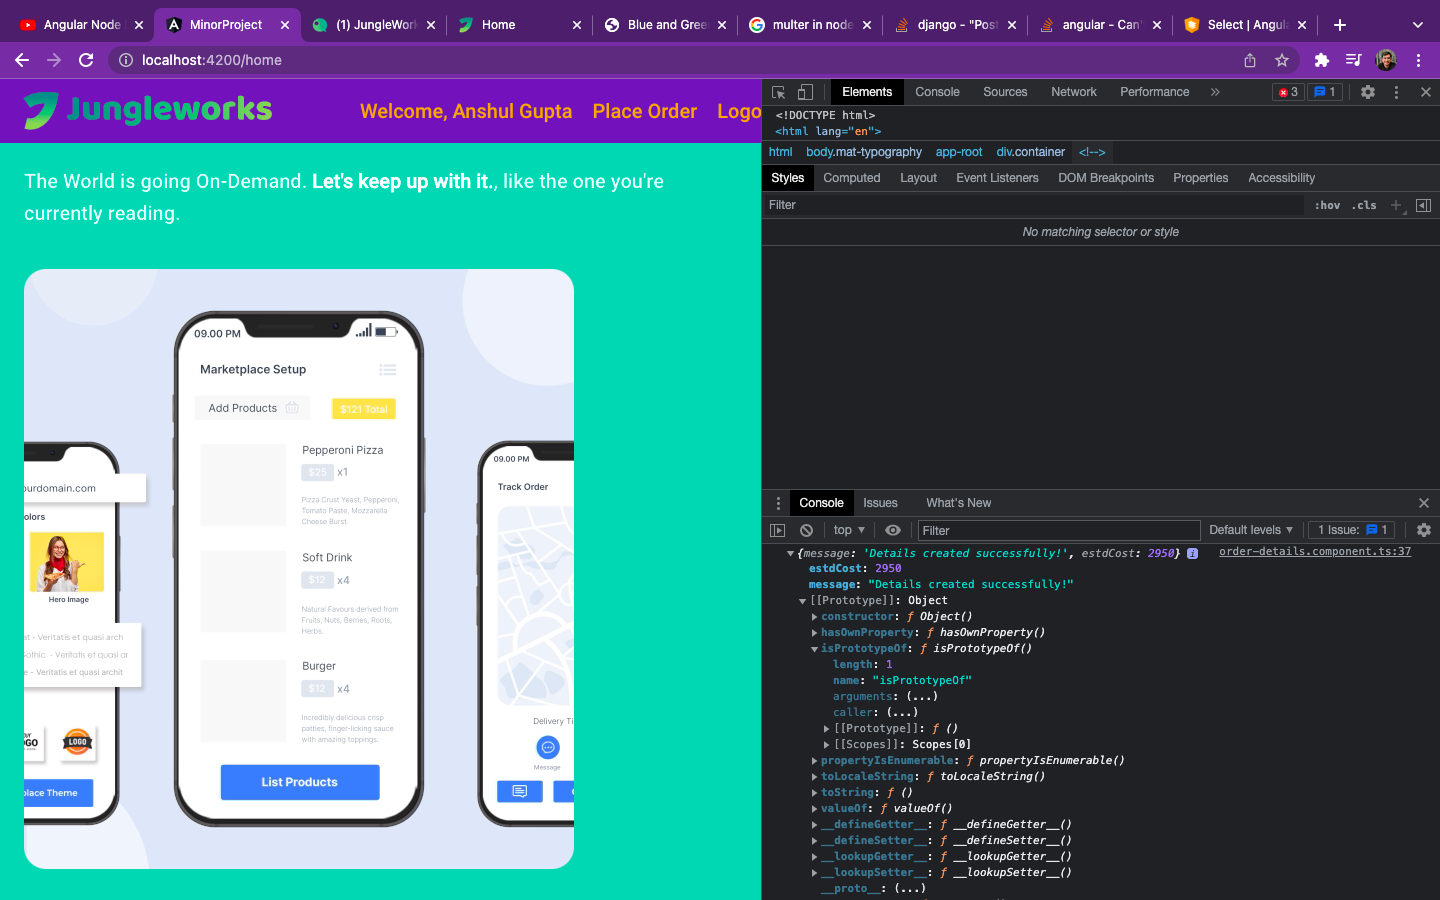 Angular Node
MinorProject
(1) JungleWork
Home
Blue and Gree
multer in node
django - "Post
angular - Can'
Select | Angula
localhost:4200/home
Jungleworks
Welcome, Anshul Gupta Place Order Logo
The World is going On-Demand. Let's keep up with it., like the one you're
currently reading.
09.00 PM
Marketplace Setup
Add Products
$121 Total
Pepperoni Pizza
$25 x1
Pizza Crust Yeast, Pepperoni,
Tomato Paste, Mozzarella
Cheese Burst.
Soft Drink
$12 x4
Natural Favours derived from
Fruits, Nuts, Berries, Roots,
Herbs.
Burger
$12 x4
Incredibly delicious crisp
patties, finger-licking sauce
with amazing toppings.
List Products
ourdomain.com
olors
Hero Image
at - Veritatis et quasi arch
Gothic - Veritatis et quasi ar
e - Veritatis et quasi archit
OGO
LOGO
place Theme
09.00 PM
Track Order
Delivery Ti
Message
Elements Console Sources Network Performance » 3 1
<!DOCTYPE html>
<html lang="en">
html body.mat-typography app-root div.container <!-->
Styles Computed Layout Event Listeners DOM Breakpoints Properties Accessibility
Filter :hov .cls
No matching selector or style
Console Issues What's New
top Filter Default levels 1 Issue: 1
{message: 'Details created successfully!', estdCost: 2950} order-details.component.ts:37
estdCost: 2950
message: "Details created successfully!"
[[Prototype]]: Object
constructor: ƒ Object()
hasOwnProperty: ƒ hasOwnProperty()
isPrototypeOf: ƒ isPrototypeOf()
length: 1
name: "isPrototypeOf"
arguments: (...)
caller: (...)
[[Prototype]]: ƒ ()
[[Scopes]]: Scopes[0]
propertyIsEnumerable: ƒ propertyIsEnumerable()
toLocaleString: ƒ toLocaleString()
toString: ƒ ()
valueOf: ƒ valueOf()
__defineGetter__: ƒ __defineGetter__()
__defineSetter__: ƒ __defineSetter__()
__lookupGetter__: ƒ __lookupGetter__()
__lookupSetter__: ƒ __lookupSetter__()
__proto__: (...)